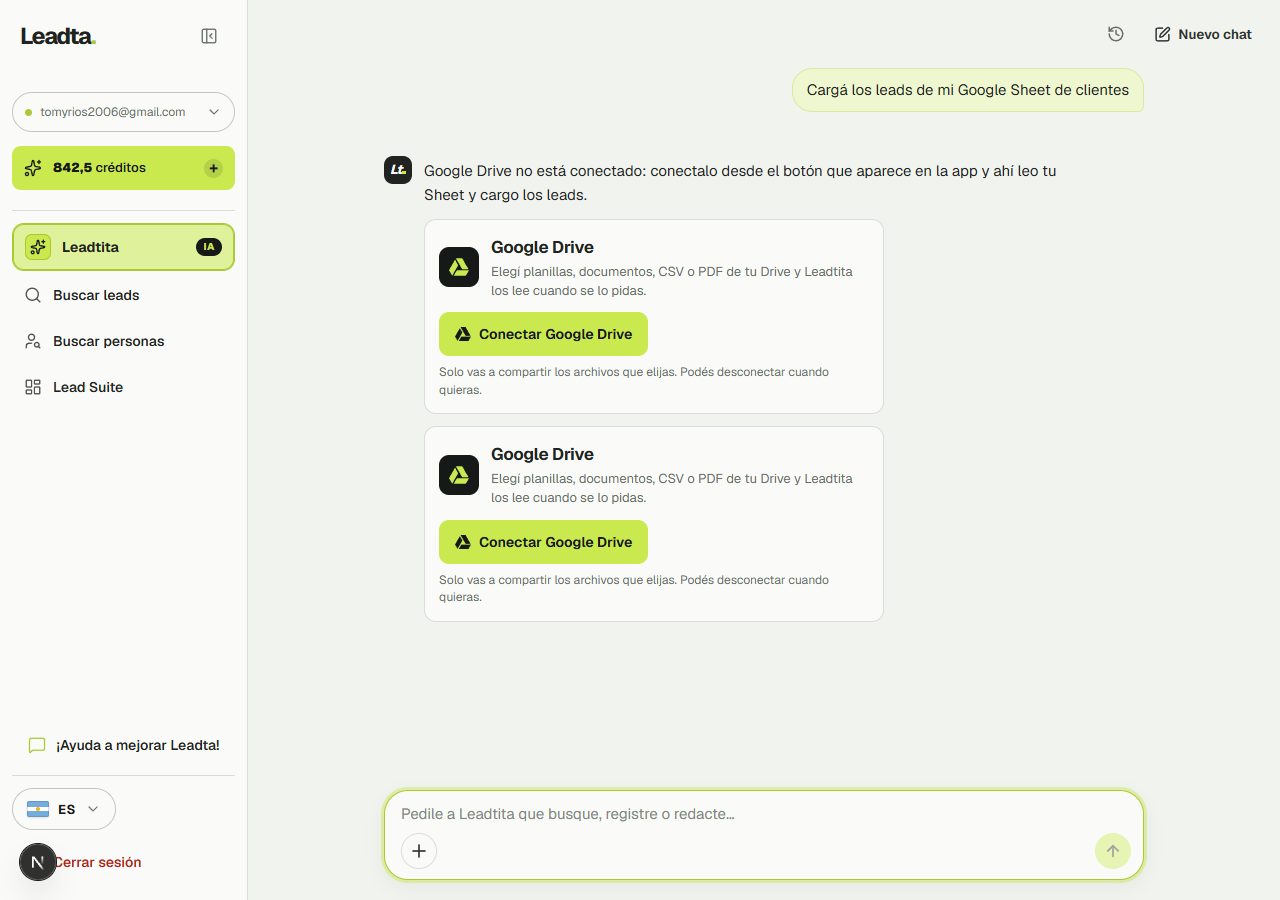 Leadta.
Nuevo chat
tomyrios2006@gmail.com
842,5 créditos
+
Leadtita IA
Buscar leads
Buscar personas
Lead Suite
¡Ayuda a mejorar Leadta!
ES
N Cerrar sesión
Cargá los leads de mi Google Sheet de clientes
Lt.
Google Drive no está conectado: conectalo desde el botón que aparece en la app y ahí leo tu
Sheet y cargo los leads.
Google Drive
Elegí planillas, documentos, CSV o PDF de tu Drive y Leadtita
los lee cuando se lo pidas.
Conectar Google Drive
Solo vas a compartir los archivos que elijas. Podés desconectar cuando
quieras.
Google Drive
Elegí planillas, documentos, CSV o PDF de tu Drive y Leadtita
los lee cuando se lo pidas.
Conectar Google Drive
Solo vas a compartir los archivos que elijas. Podés desconectar cuando
quieras.
Pedile a Leadtita que busque, registre o redacte…